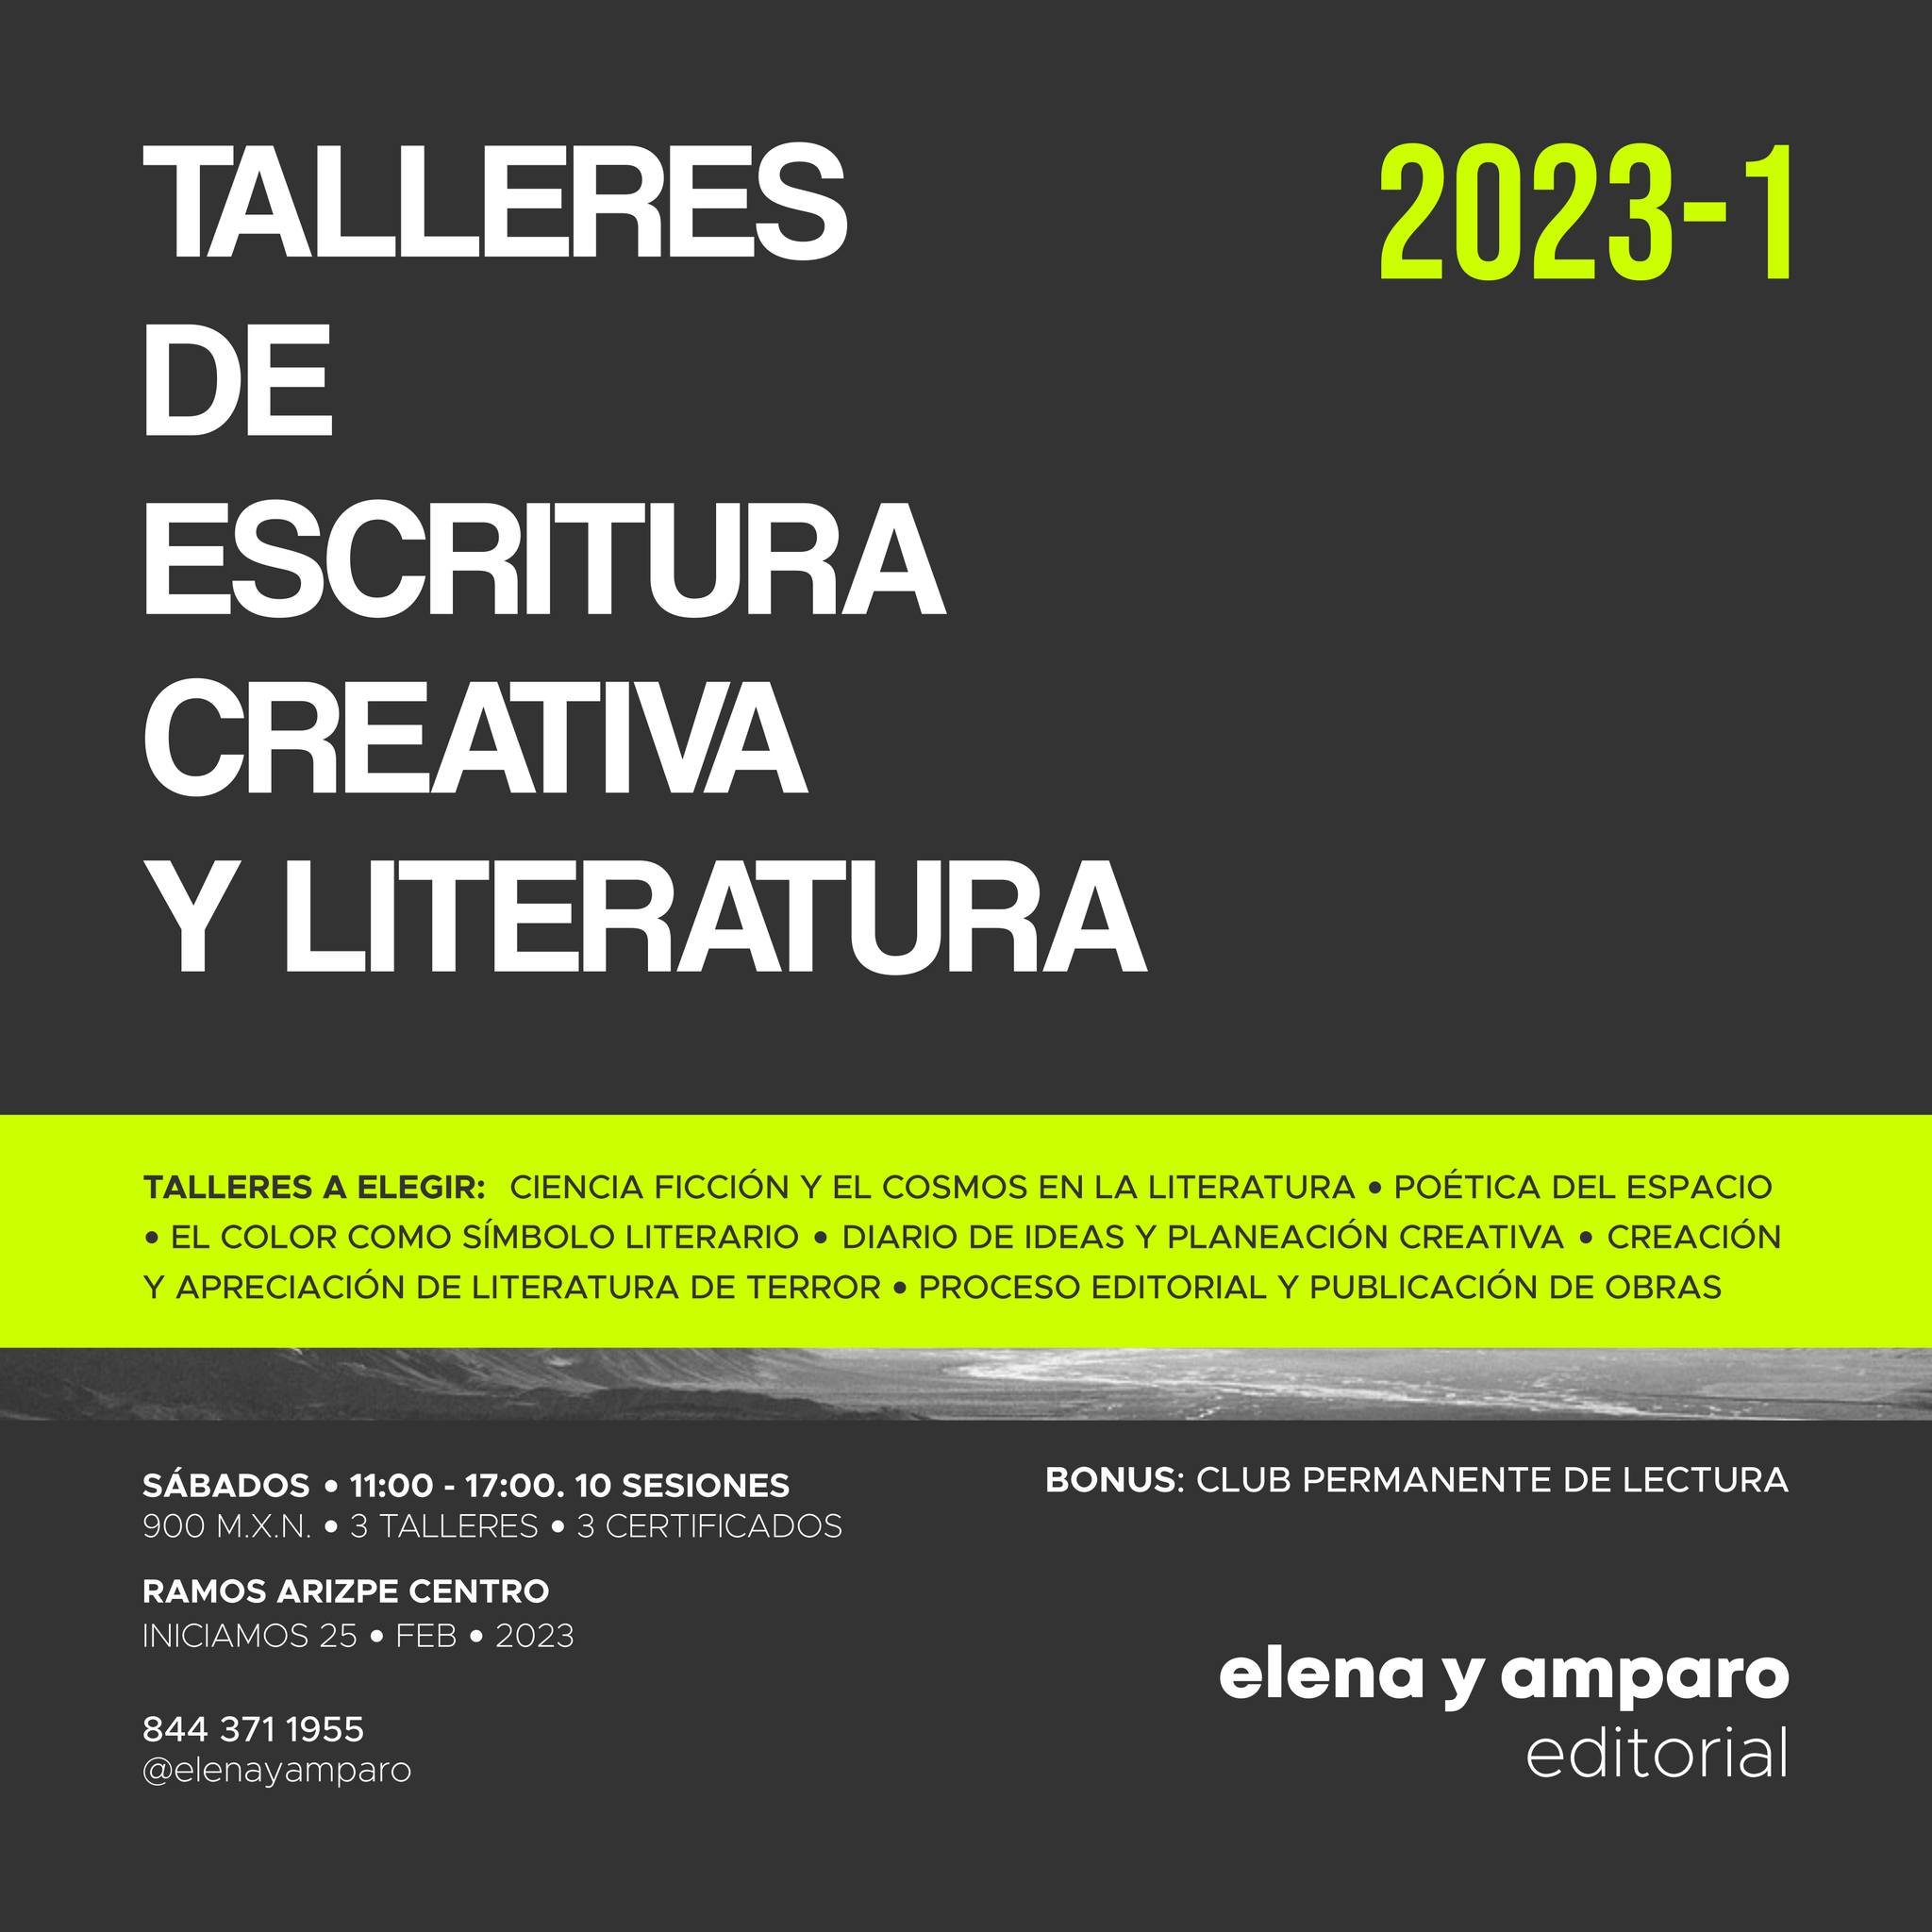 TALLERES
2023-1
DE
ESCRITURA
CREATIVA
Y LITERATURA
TALLERES A ELEGIR: CIENCIA FICCIÓN Y EL COSMOS EN LA LITERATURA • POÉTICA DEL ESPACIO
• EL COLOR COMO SÍMBOLO LITERARIO • DIARIO DE IDEAS Y PLANEACIÓN CREATIVA • CREACIÓN
Y APRECIACIÓN DE LITERATURA DE TERROR • PROCESO EDITORIAL Y PUBLICACIÓN DE OBRAS
SÁBADOS • 11:00 - 17:00. 10 SESIONES
900 M.X.N. • 3 TALLERES • 3 CERTIFICADOS
RAMOS ARIZPE CENTRO
INICIAMOS 25 • FEB • 2023
844 371 1955
@elenayamparo
BONUS: CLUB PERMANENTE DE LECTURA
elena y amparo
editorial